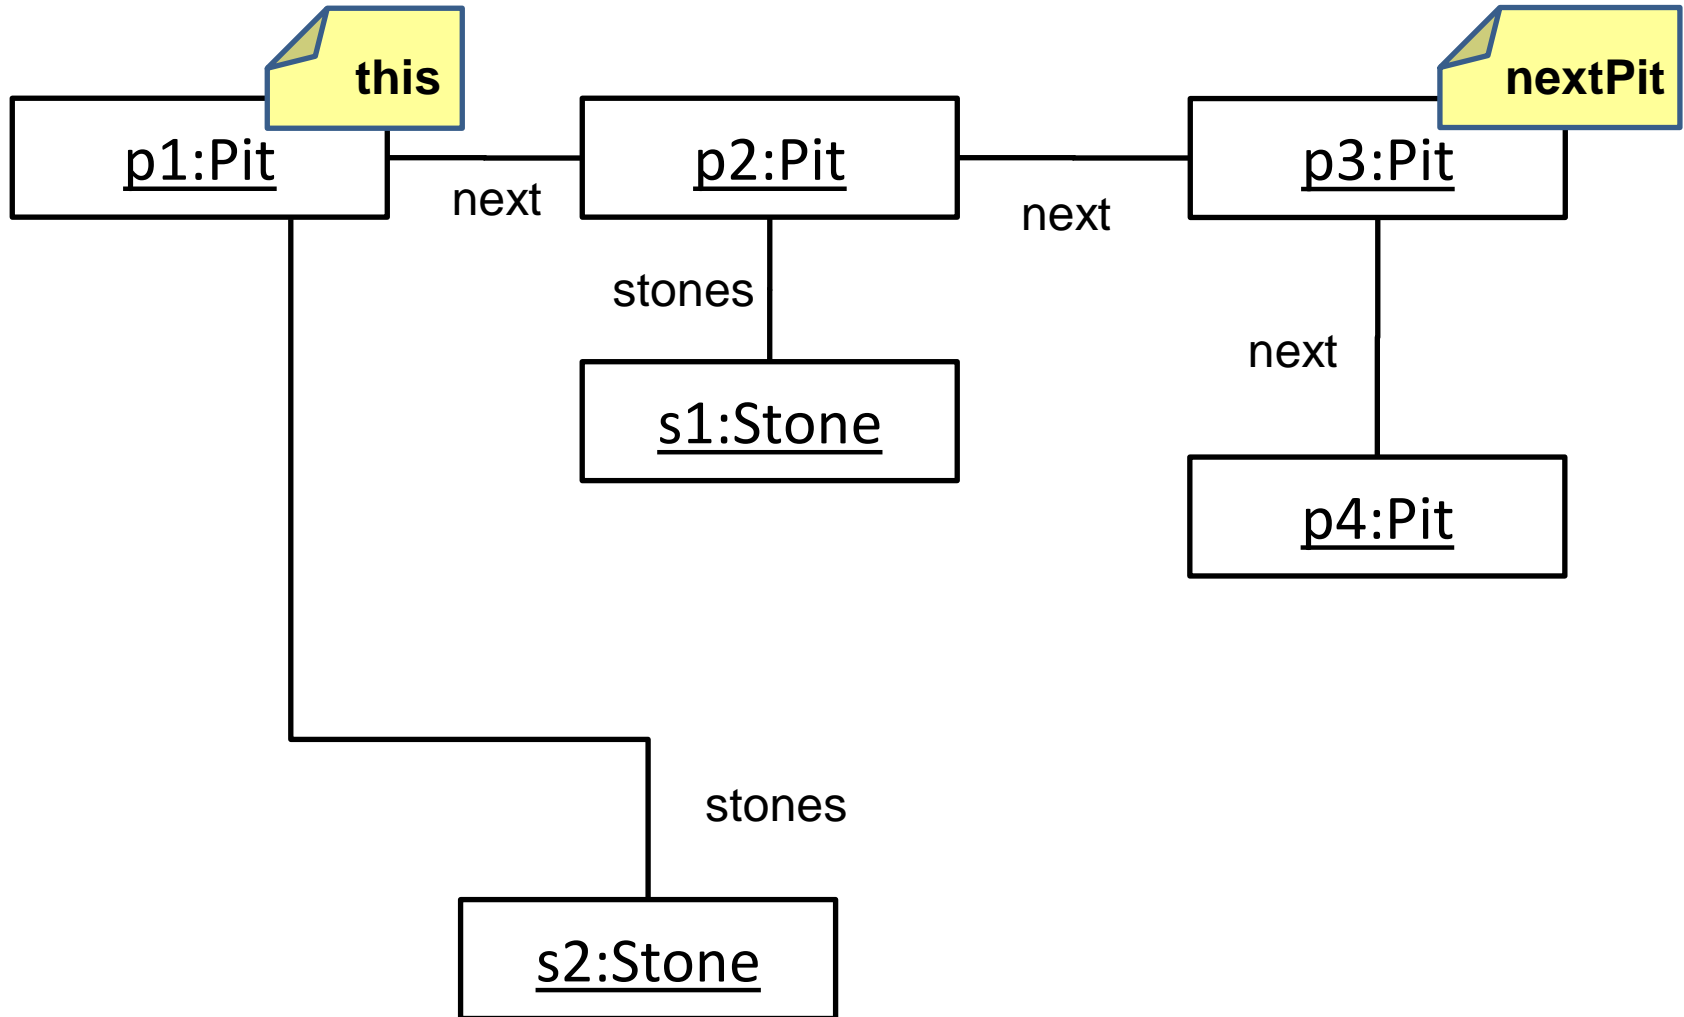 this
nextPit
p1:Pit
p2:Pit
p3:Pit
next
next
stones
next
s1:Stone
p4:Pit
stones
s2:Stone